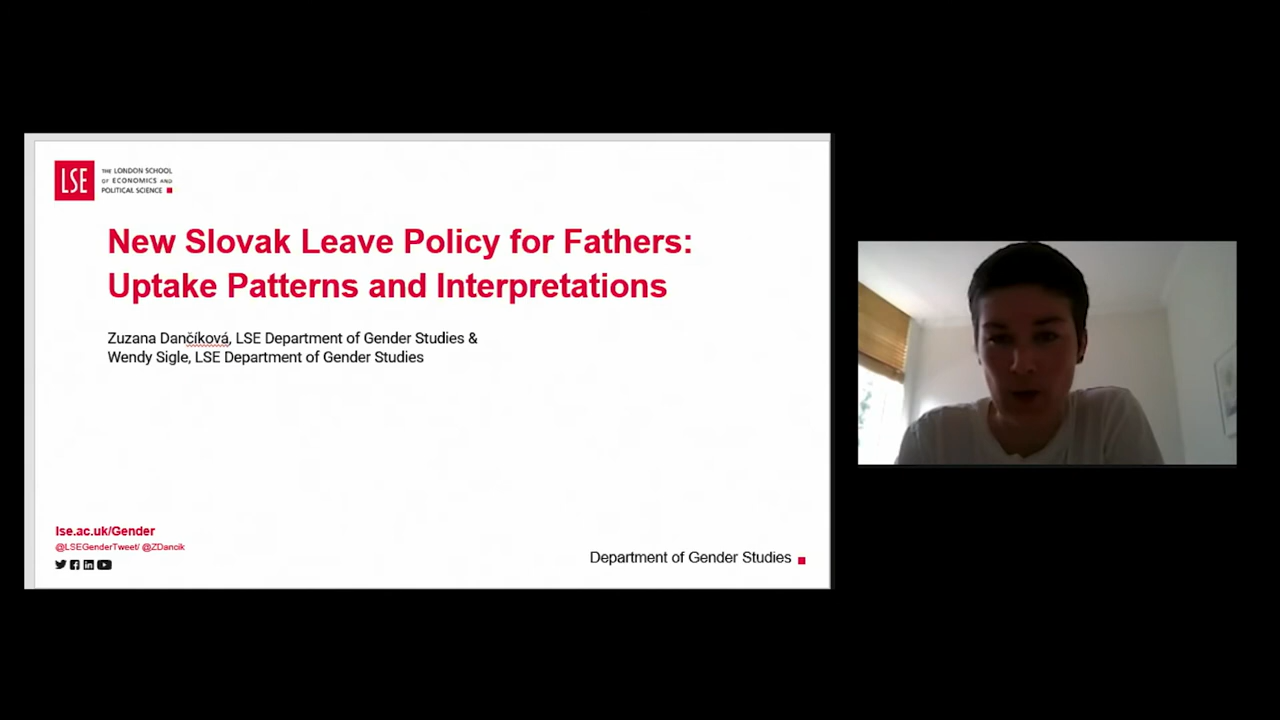 LSE
THE LONDON SCHOOL
OF ECONOMICS AND
POLITICAL SCIENCE
New Slovak Leave Policy for Fathers:
Uptake Patterns and Interpretations
Zuzana Dančíková, LSE Department of Gender Studies &
Wendy Sigle, LSE Department of Gender Studies
lse.ac.uk/Gender
@LSEGenderTweet/ @ZDancik
Department of Gender Studies